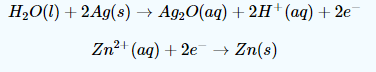 H₂O(l) + 2Ag(s) → Ag₂O(aq) + 2H⁺(aq) + 2e⁻
Zn²⁺(aq) + 2e⁻ → Zn(s)